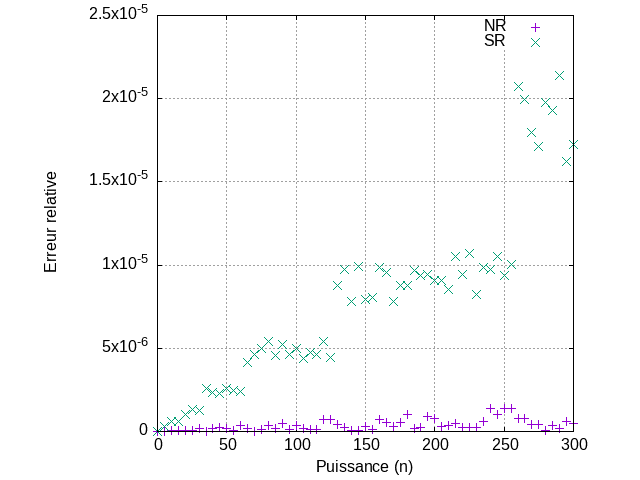 2.5x10⁻⁵
NR
SR
2x10⁻⁵
1.5x10⁻⁵
Erreur relative
1x10⁻⁵
5x10⁻⁶
0
0 50 100 150 200 250 300
Puissance (n)